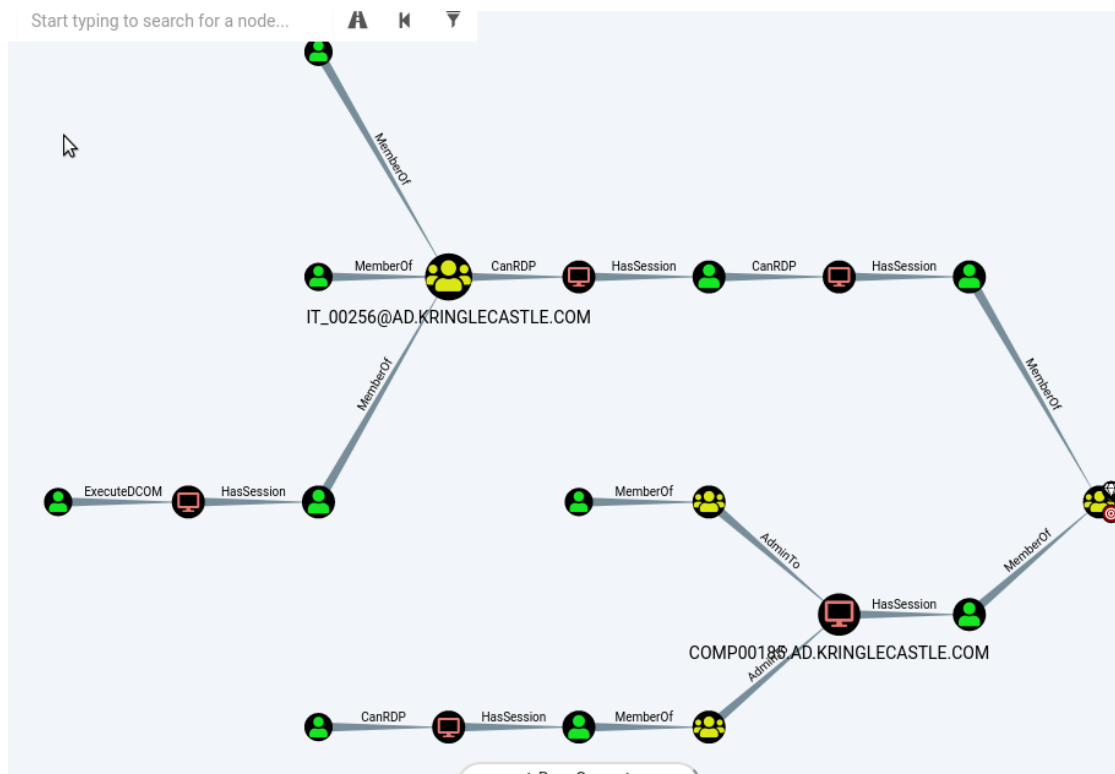 Start typing to search for a node...
MemberOf
MemberOf
CanRDP
HasSession
CanRDP
HasSession
IT_00256@AD.KRINGLECASTLE.COM
MemberOf
MemberOf
ExecuteDCOM
HasSession
MemberOf
AdminTo
MemberOf
HasSession
COMP00185.AD.KRINGLECASTLE.COM
AdminTo
CanRDP
HasSession
MemberOf